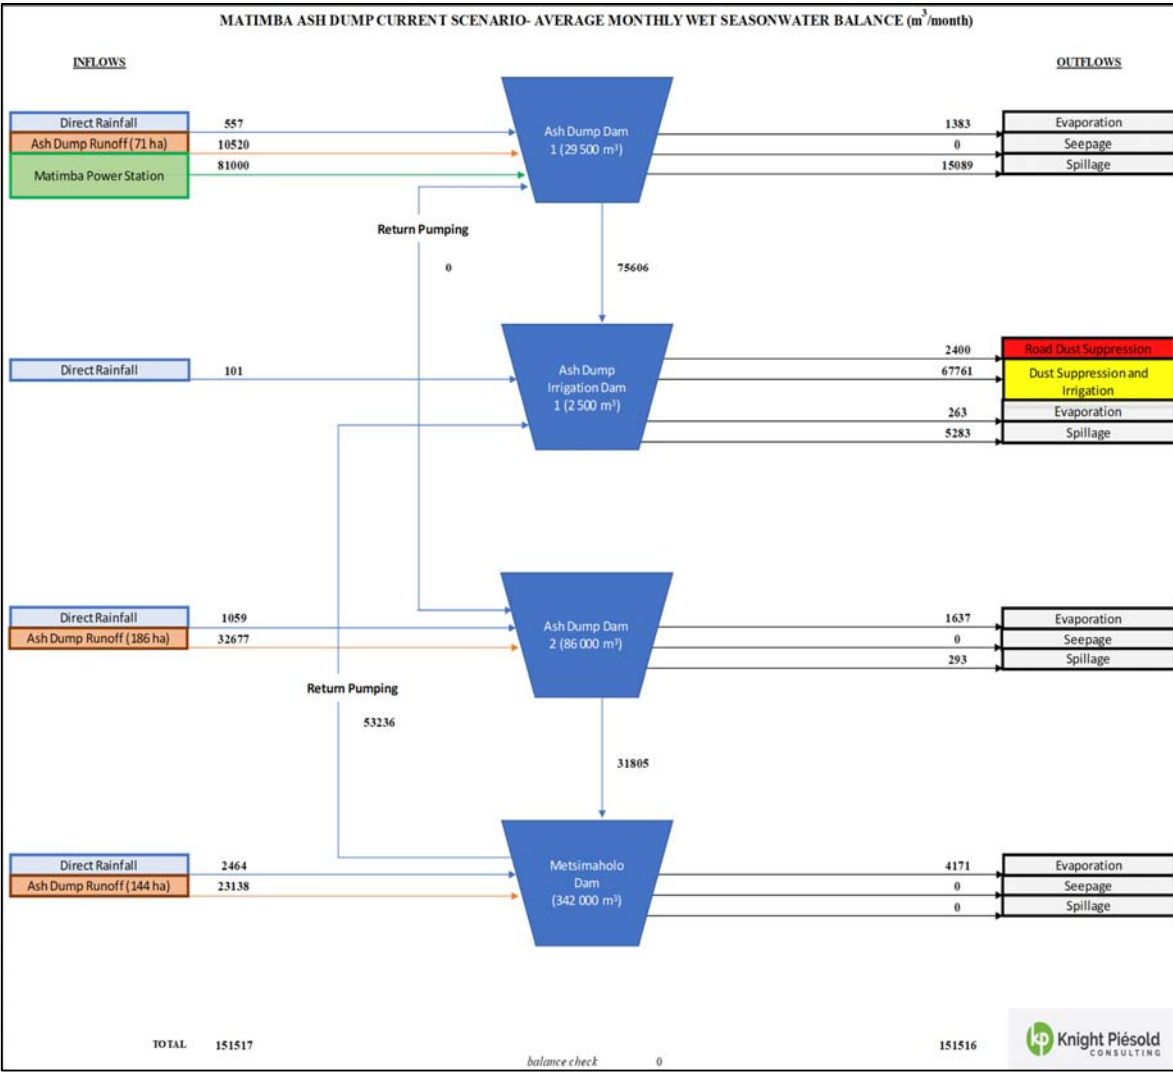 MATIMBA ASH DUMP CURRENT SCENARIO- AVERAGE MONTHLY WET SEASONWATER BALANCE (m³/month)
INFLOWS
OUTFLOWS
Direct Rainfall 557
Ash Dump Runoff (71 ha) 10520
Matimba Power Station 81000
Ash Dump Dam
1 (29 500 m³)
1383 Evaporation
0 Seepage
15089 Spillage
Return Pumping
0
75606
Direct Rainfall 101
Ash Dump
Irrigation Dam
1 (2 500 m³)
2400 Road Dust Suppression
67761 Dust Suppression and
Irrigation
263 Evaporation
5283 Spillage
Direct Rainfall 1059
Ash Dump Runoff (186 ha) 32677
Ash Dump Dam
2 (86 000 m³)
1637 Evaporation
0 Seepage
293 Spillage
Return Pumping
53236
31805
Direct Rainfall 2464
Ash Dump Runoff (144 ha) 23138
Metsimaholo
Dam
(342 000 m³)
4171 Evaporation
0 Seepage
0 Spillage
TOTAL 151517
balance check 0
151516
kp Knight Piésold
CONSULTING